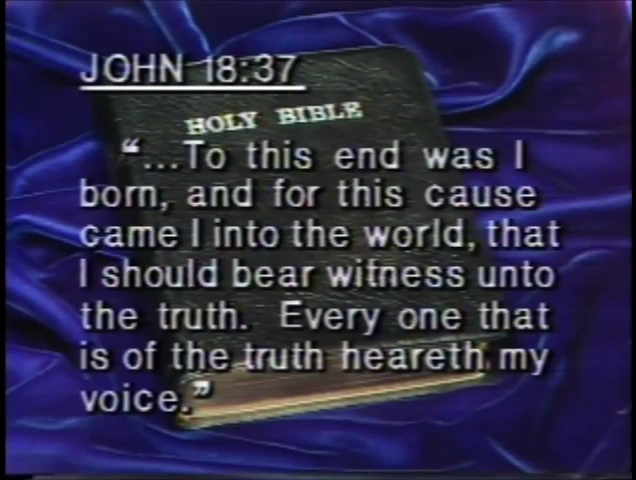 JOHN 18:37
HOLY BIBLE
“...To this end was I
born, and for this cause
came I into the world, that
I should bear witness unto
the truth.  Every one that
is of the truth heareth my
voice.”